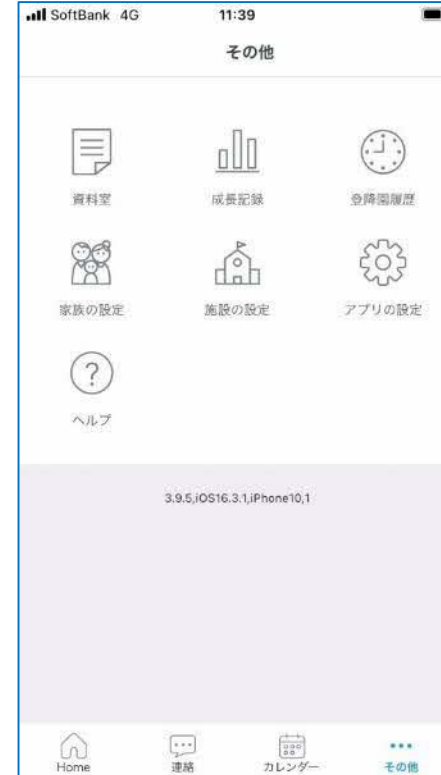 SoftBank 4G 11:39
その他
資料室 成長記録 登降園履歴
家族の設定 施設の設定 アプリの設定
?
ヘルプ
3.9.5,iOS16.3.1,iPhone10,1
Home 連絡 カレンダー その他